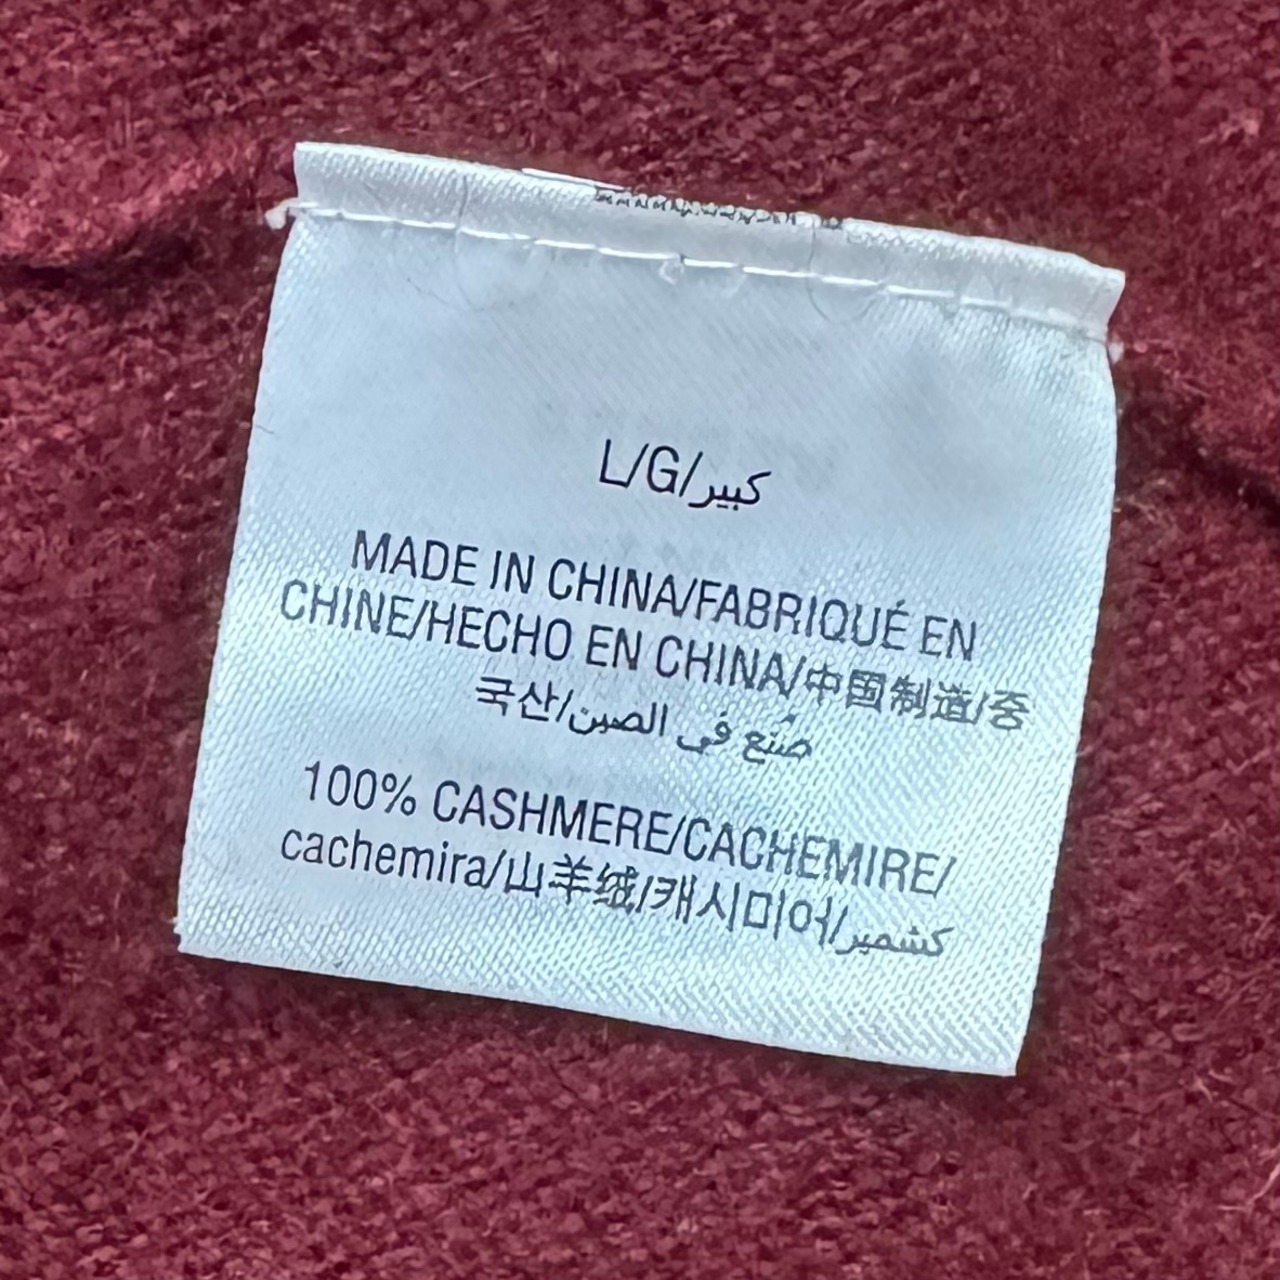 L/G/كبير
MADE IN CHINA/FABRIQUÉ EN
CHINE/HECHO EN CHINA/中国制造/중
국산/صُنع في الصين
100% CASHMERE/CACHEMIRE/
cachemira/山羊绒/캐시미어/كشمير